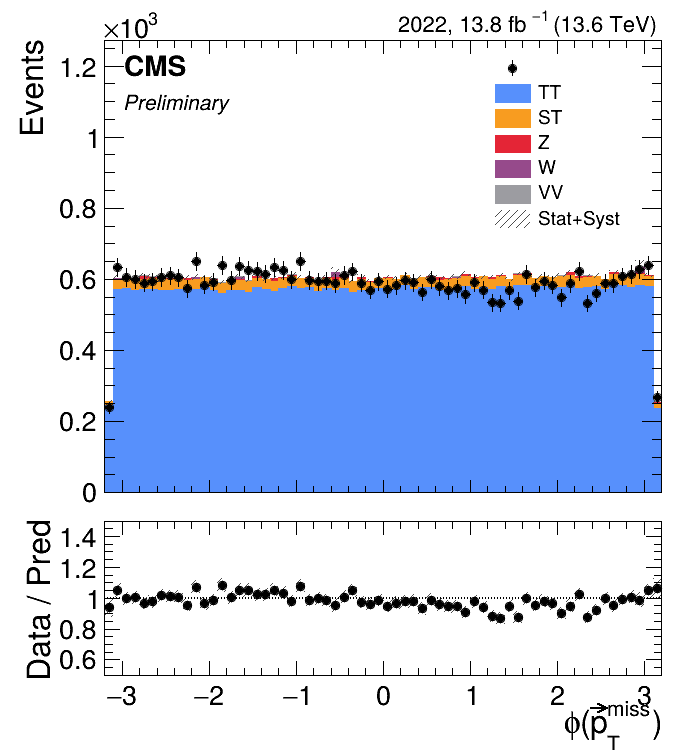 ×10³
2022, 13.8 fb⁻¹ (13.6 TeV)
CMS
Preliminary
TT
ST
Z
W
VV
Stat+Syst
Events
1.2
1
0.8
0.6
0.4
0.2
0
Data / Pred
1.4
1.2
1
0.8
0.6
−3 −2 −1 0 1 2 3
ϕ(p⃗_T^miss)